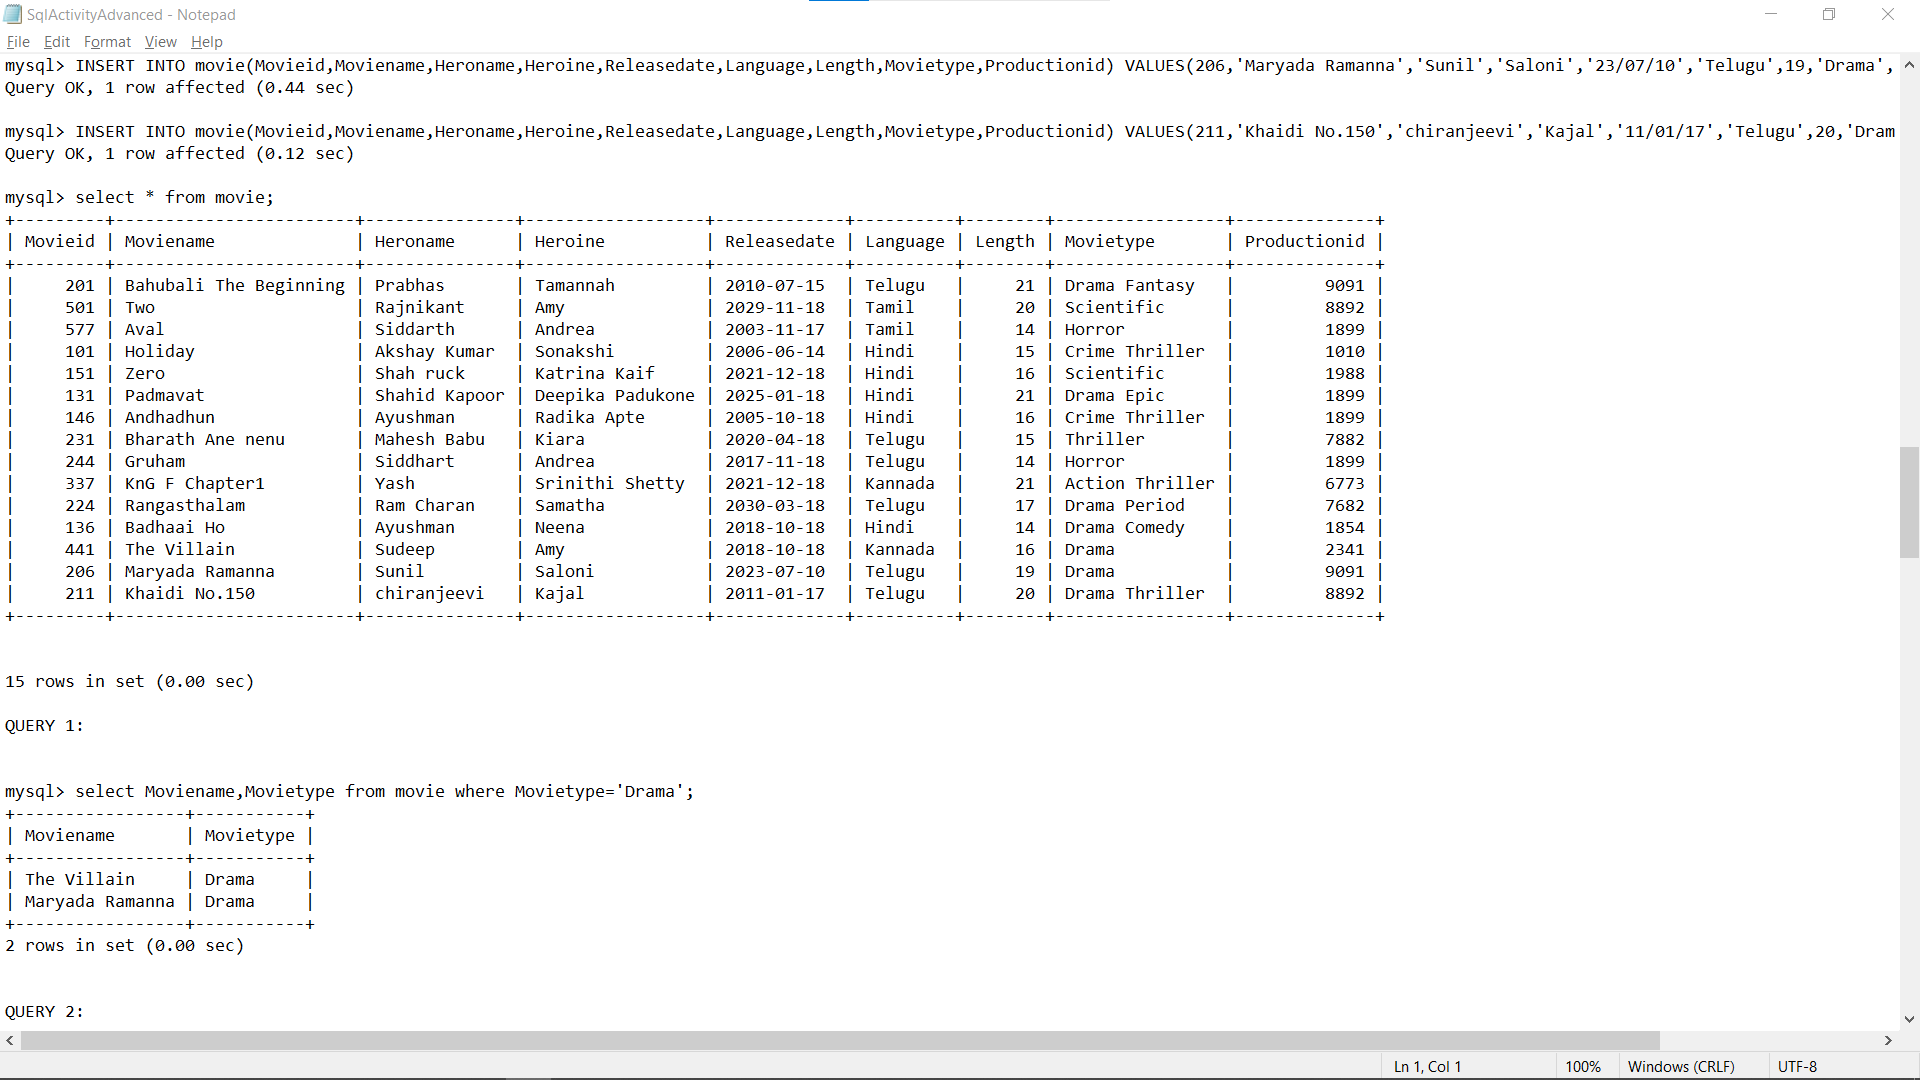 SqlActivityAdvanced - Notepad
File Edit Format View Help
mysql> INSERT INTO movie(Movieid,Moviename,Heroname,Heroine,Releasedate,Language,Length,Movietype,Productionid) VALUES(206,'Maryada Ramanna','Sunil','Saloni','23/07/10','Telugu',19,'Drama',
Query OK, 1 row affected (0.44 sec)
mysql> INSERT INTO movie(Movieid,Moviename,Heroname,Heroine,Releasedate,Language,Length,Movietype,Productionid) VALUES(211,'Khaidi No.150','chiranjeevi','Kajal','11/01/17','Telugu',20,'Dram
Query OK, 1 row affected (0.12 sec)
mysql> select * from movie;
+---------+------------------------+---------------+------------------+-------------+----------+--------+-----------------+--------------+
| Movieid | Moviename              | Heroname      | Heroine          | Releasedate | Language | Length | Movietype       | Productionid |
+---------+------------------------+---------------+------------------+-------------+----------+--------+-----------------+--------------+
|     201 | Bahubali The Beginning | Prabhas       | Tamannah         | 2010-07-15  | Telugu   |     21 | Drama Fantasy   |         9091 |
|     501 | Two                    | Rajnikant     | Amy              | 2029-11-18  | Tamil    |     20 | Scientific      |         8892 |
|     577 | Aval                   | Siddarth      | Andrea           | 2003-11-17  | Tamil    |     14 | Horror          |         1899 |
|     101 | Holiday                | Akshay Kumar  | Sonakshi         | 2006-06-14  | Hindi    |     15 | Crime Thriller  |         1010 |
|     151 | Zero                   | Shah ruck     | Katrina Kaif     | 2021-12-18  | Hindi    |     16 | Scientific      |         1988 |
|     131 | Padmavat               | Shahid Kapoor | Deepika Padukone | 2025-01-18  | Hindi    |     21 | Drama Epic      |         1899 |
|     146 | Andhadhun              | Ayushman      | Radika Apte      | 2005-10-18  | Hindi    |     16 | Crime Thriller  |         1899 |
|     231 | Bharath Ane nenu       | Mahesh Babu   | Kiara            | 2020-04-18  | Telugu   |     15 | Thriller        |         7882 |
|     244 | Gruham                 | Siddhart      | Andrea           | 2017-11-18  | Telugu   |     14 | Horror          |         1899 |
|     337 | KnG F Chapter1         | Yash          | Srinithi Shetty  | 2021-12-18  | Kannada  |     21 | Action Thriller |         6773 |
|     224 | Rangasthalam           | Ram Charan    | Samatha          | 2030-03-18  | Telugu   |     17 | Drama Period    |         7682 |
|     136 | Badhaai Ho             | Ayushman      | Neena            | 2018-10-18  | Hindi    |     14 | Drama Comedy    |         1854 |
|     441 | The Villain            | Sudeep        | Amy              | 2018-10-18  | Kannada  |     16 | Drama           |         2341 |
|     206 | Maryada Ramanna        | Sunil         | Saloni           | 2023-07-10  | Telugu   |     19 | Drama           |         9091 |
|     211 | Khaidi No.150          | chiranjeevi   | Kajal            | 2011-01-17  | Telugu   |     20 | Drama Thriller  |         8892 |
+---------+------------------------+---------------+------------------+-------------+----------+--------+-----------------+--------------+
15 rows in set (0.00 sec)
QUERY 1:
mysql> select Moviename,Movietype from movie where Movietype='Drama';
+-----------------+-----------+
| Moviename       | Movietype |
+-----------------+-----------+
| The Villain     | Drama     |
| Maryada Ramanna | Drama     |
+-----------------+-----------+
2 rows in set (0.00 sec)
QUERY 2:
Ln 1, Col 1 100% Windows (CRLF) UTF-8